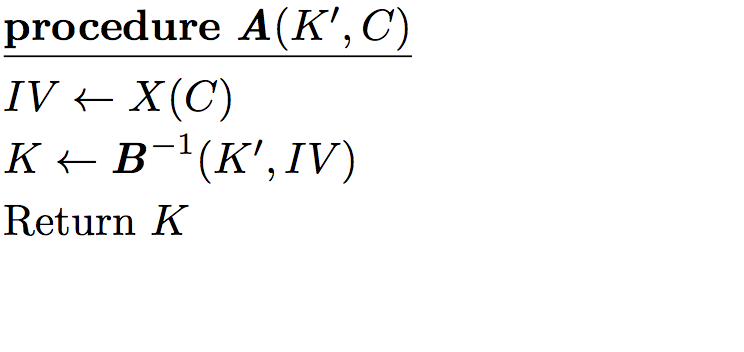 procedure A(K′, C)
IV ← X(C)
K ← B⁻¹(K′, IV)
Return K